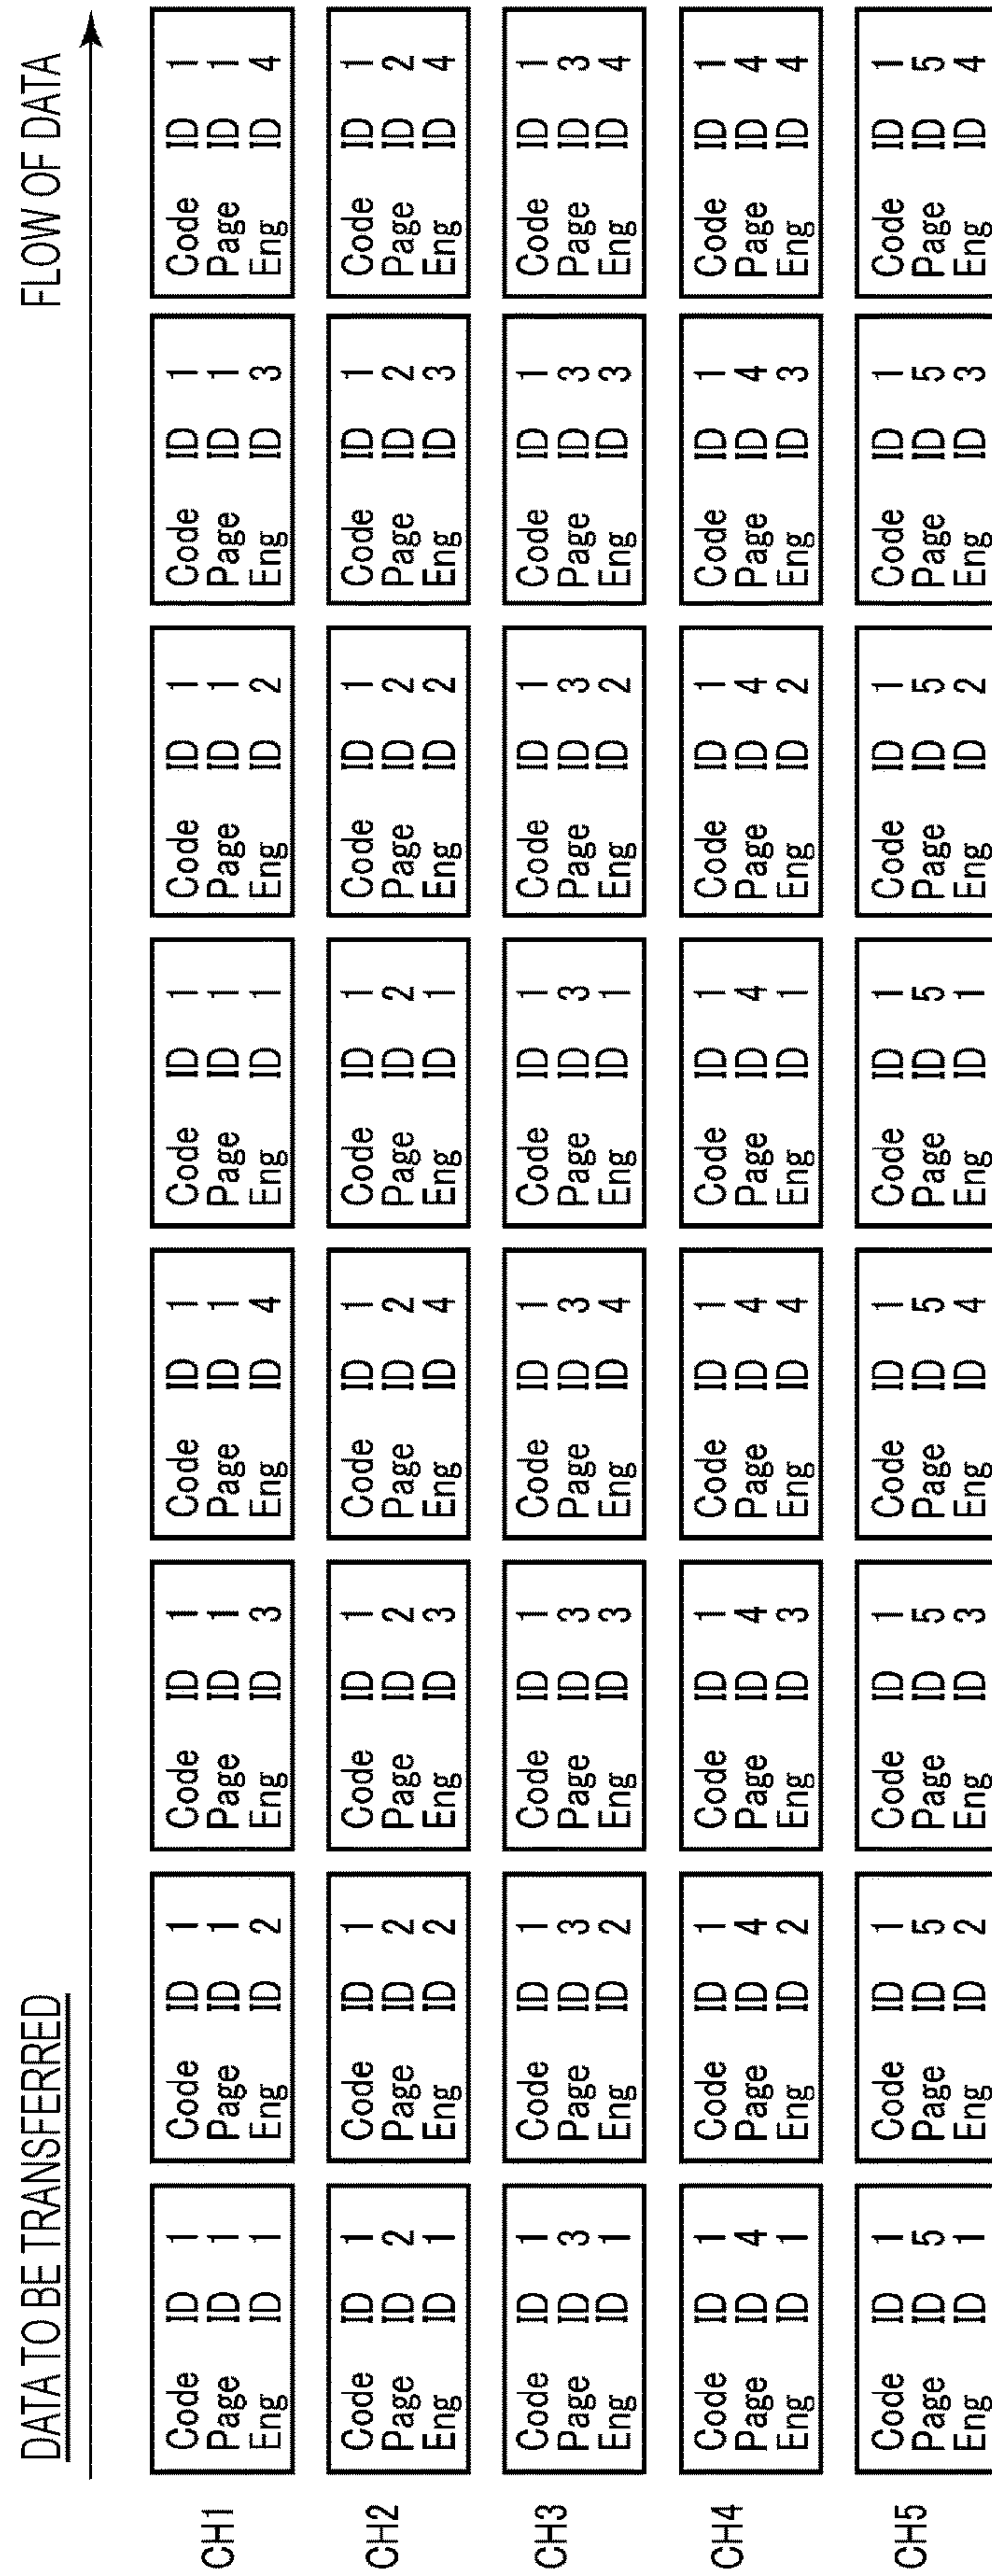 DATA TO BE TRANSFERRED
FLOW OF DATA
CH1
Code ID 1
Page ID 1
Eng ID 1
Code ID 1
Page ID 1
Eng ID 2
Code ID 1
Page ID 1
Eng ID 3
Code ID 1
Page ID 1
Eng ID 4
Code ID 1
Page ID 1
Eng ID 1
Code ID 1
Page ID 1
Eng ID 2
Code ID 1
Page ID 1
Eng ID 3
Code ID 1
Page ID 1
Eng ID 4
CH2
Code ID 1
Page ID 2
Eng ID 1
Code ID 1
Page ID 2
Eng ID 2
Code ID 1
Page ID 2
Eng ID 3
Code ID 1
Page ID 2
Eng ID 4
Code ID 1
Page ID 2
Eng ID 1
Code ID 1
Page ID 2
Eng ID 2
Code ID 1
Page ID 2
Eng ID 3
Code ID 1
Page ID 2
Eng ID 4
CH3
Code ID 1
Page ID 3
Eng ID 1
Code ID 1
Page ID 3
Eng ID 2
Code ID 1
Page ID 3
Eng ID 3
Code ID 1
Page ID 3
Eng ID 4
Code ID 1
Page ID 3
Eng ID 1
Code ID 1
Page ID 3
Eng ID 2
Code ID 1
Page ID 3
Eng ID 3
Code ID 1
Page ID 3
Eng ID 4
CH4
Code ID 1
Page ID 4
Eng ID 1
Code ID 1
Page ID 4
Eng ID 2
Code ID 1
Page ID 4
Eng ID 3
Code ID 1
Page ID 4
Eng ID 4
Code ID 1
Page ID 4
Eng ID 1
Code ID 1
Page ID 4
Eng ID 2
Code ID 1
Page ID 4
Eng ID 3
Code ID 1
Page ID 4
Eng ID 4
CH5
Code ID 1
Page ID 5
Eng ID 1
Code ID 1
Page ID 5
Eng ID 2
Code ID 1
Page ID 5
Eng ID 3
Code ID 1
Page ID 5
Eng ID 4
Code ID 1
Page ID 5
Eng ID 1
Code ID 1
Page ID 5
Eng ID 2
Code ID 1
Page ID 5
Eng ID 3
Code ID 1
Page ID 5
Eng ID 4